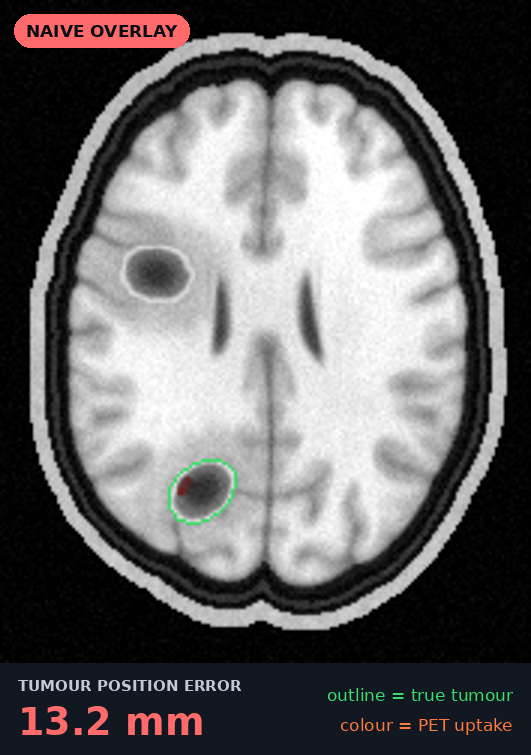 NAIVE OVERLAY
TUMOUR POSITION ERROR
13.2 mm
outline = true tumour
colour = PET uptake